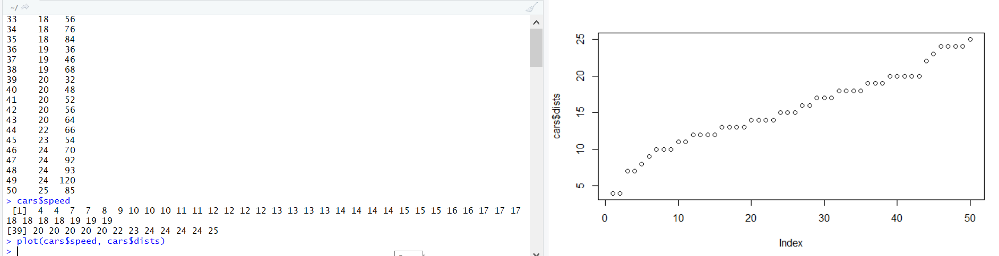 ~/
33 18 56
34 18 76
35 18 84
36 19 36
37 19 46
38 19 68
39 20 32
40 20 48
41 20 52
42 20 56
43 20 64
44 22 66
45 23 54
46 24 70
47 24 92
48 24 93
49 24 120
50 25 85
> cars$speed
[1] 4 4 7 7 8 9 10 10 10 11 11 12 12 12 12 13 13 13 13 14 14 14 14 15 15 15 16 16 17 17 17
18 18 18 18 19 19 19
[39] 20 20 20 20 20 22 23 24 24 24 24 25
> plot(cars$speed, cars$dists)
>
cars$dists
25
20
15
10
5
0 10 20 30 40 50
Index